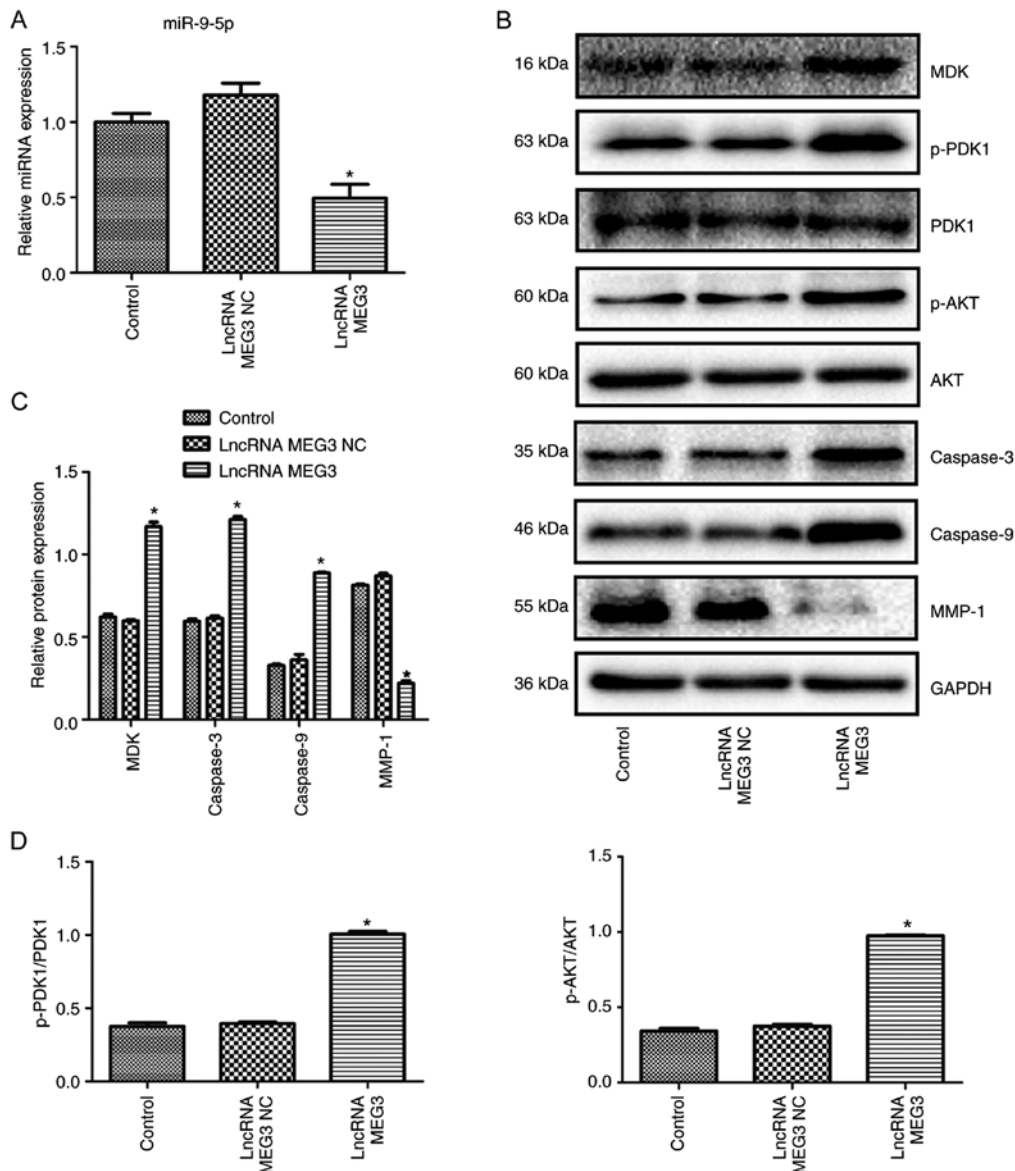 A
miR-9-5p
Relative miRNA expression
1.5
1.0
0.5
0.0
*
Control
LncRNA
MEG3 NC
LncRNA
MEG3
B
16 kDa
MDK
63 kDa
p-PDK1
63 kDa
PDK1
60 kDa
p-AKT
60 kDa
AKT
35 kDa
Caspase-3
46 kDa
Caspase-9
55 kDa
MMP-1
36 kDa
GAPDH
Control
LncRNA
MEG3 NC
LncRNA
MEG3
C
Control
LncRNA MEG3 NC
LncRNA MEG3
Relative protein expression
1.5
1.0
0.5
0.0
*
*
*
*
MDK
Caspase-3
Caspase-9
MMP-1
D
p-PDK1/PDK1
1.5
1.0
0.5
0.0
*
Control
LncRNA
MEG3 NC
LncRNA
MEG3
p-AKT/AKT
1.5
1.0
0.5
0.0
*
Control
LncRNA
MEG3 NC
LncRNA
MEG3